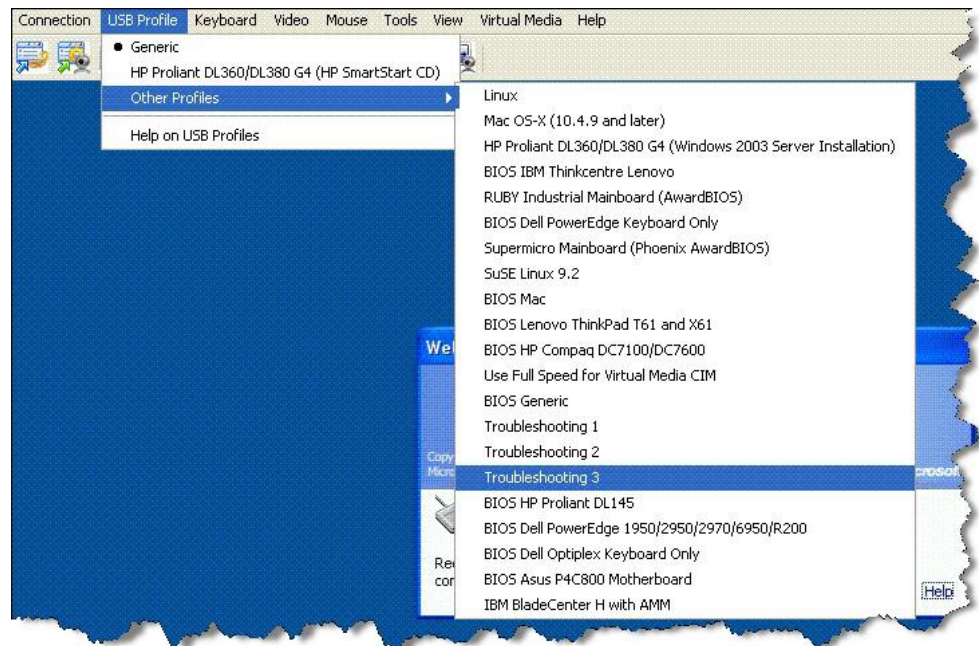 Connection USB Profile Keyboard Video Mouse Tools View Virtual Media Help
Generic
HP Proliant DL360/DL380 G4 (HP SmartStart CD)
Other Profiles
Help on USB Profiles
Linux
Mac OS-X (10.4.9 and later)
HP Proliant DL360/DL380 G4 (Windows 2003 Server Installation)
BIOS IBM Thinkcentre Lenovo
RUBY Industrial Mainboard (AwardBIOS)
BIOS Dell PowerEdge Keyboard Only
Supermicro Mainboard (Phoenix AwardBIOS)
SuSE Linux 9.2
BIOS Mac
BIOS Lenovo ThinkPad T61 and X61
BIOS HP Compaq DC7100/DC7600
Use Full Speed for Virtual Media CIM
BIOS Generic
Troubleshooting 1
Troubleshooting 2
Troubleshooting 3
BIOS HP Proliant DL145
BIOS Dell PowerEdge 1950/2950/2970/6950/R200
BIOS Dell Optiplex Keyboard Only
BIOS Asus P4C800 Motherboard
IBM BladeCenter H with AMM
Help